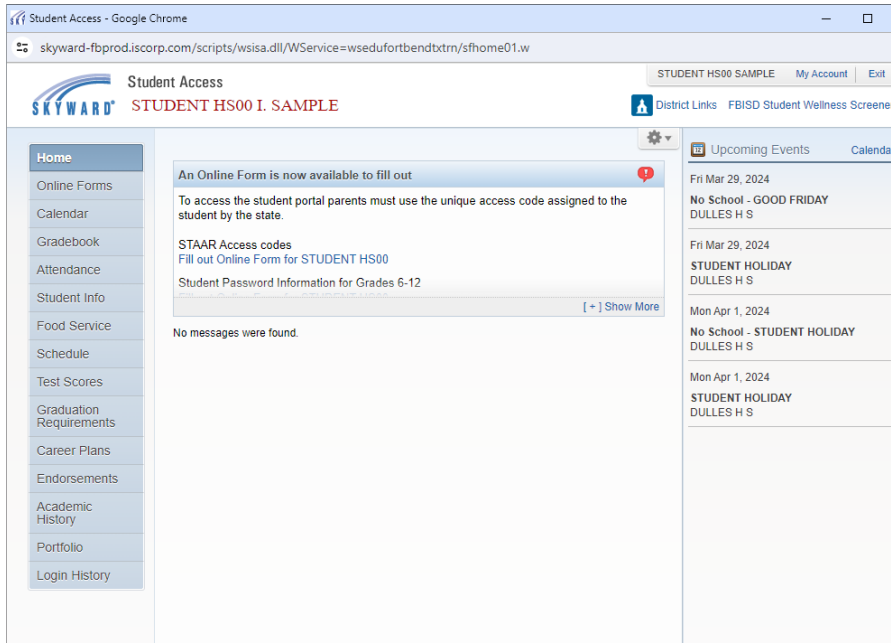 Student Access - Google Chrome
skyward-fbprod.iscorp.com/scripts/wsisa.dll/WService=wsedufortbendtxtrn/sfhome01.w
SKYWARD
Student Access
STUDENT HS00 I. SAMPLE
STUDENT HS00 SAMPLE My Account Exit
District Links FBISD Student Wellness Screene
Home
Online Forms
Calendar
Gradebook
Attendance
Student Info
Food Service
Schedule
Test Scores
Graduation
Requirements
Career Plans
Endorsements
Academic
History
Portfolio
Login History
An Online Form is now available to fill out
To access the student portal parents must use the unique access code assigned to the
student by the state.
STAAR Access codes
Fill out Online Form for STUDENT HS00
Student Password Information for Grades 6-12
[ + ] Show More
No messages were found.
Upcoming Events Calenda
Fri Mar 29, 2024
No School - GOOD FRIDAY
DULLES H S
Fri Mar 29, 2024
STUDENT HOLIDAY
DULLES H S
Mon Apr 1, 2024
No School - STUDENT HOLIDAY
DULLES H S
Mon Apr 1, 2024
STUDENT HOLIDAY
DULLES H S